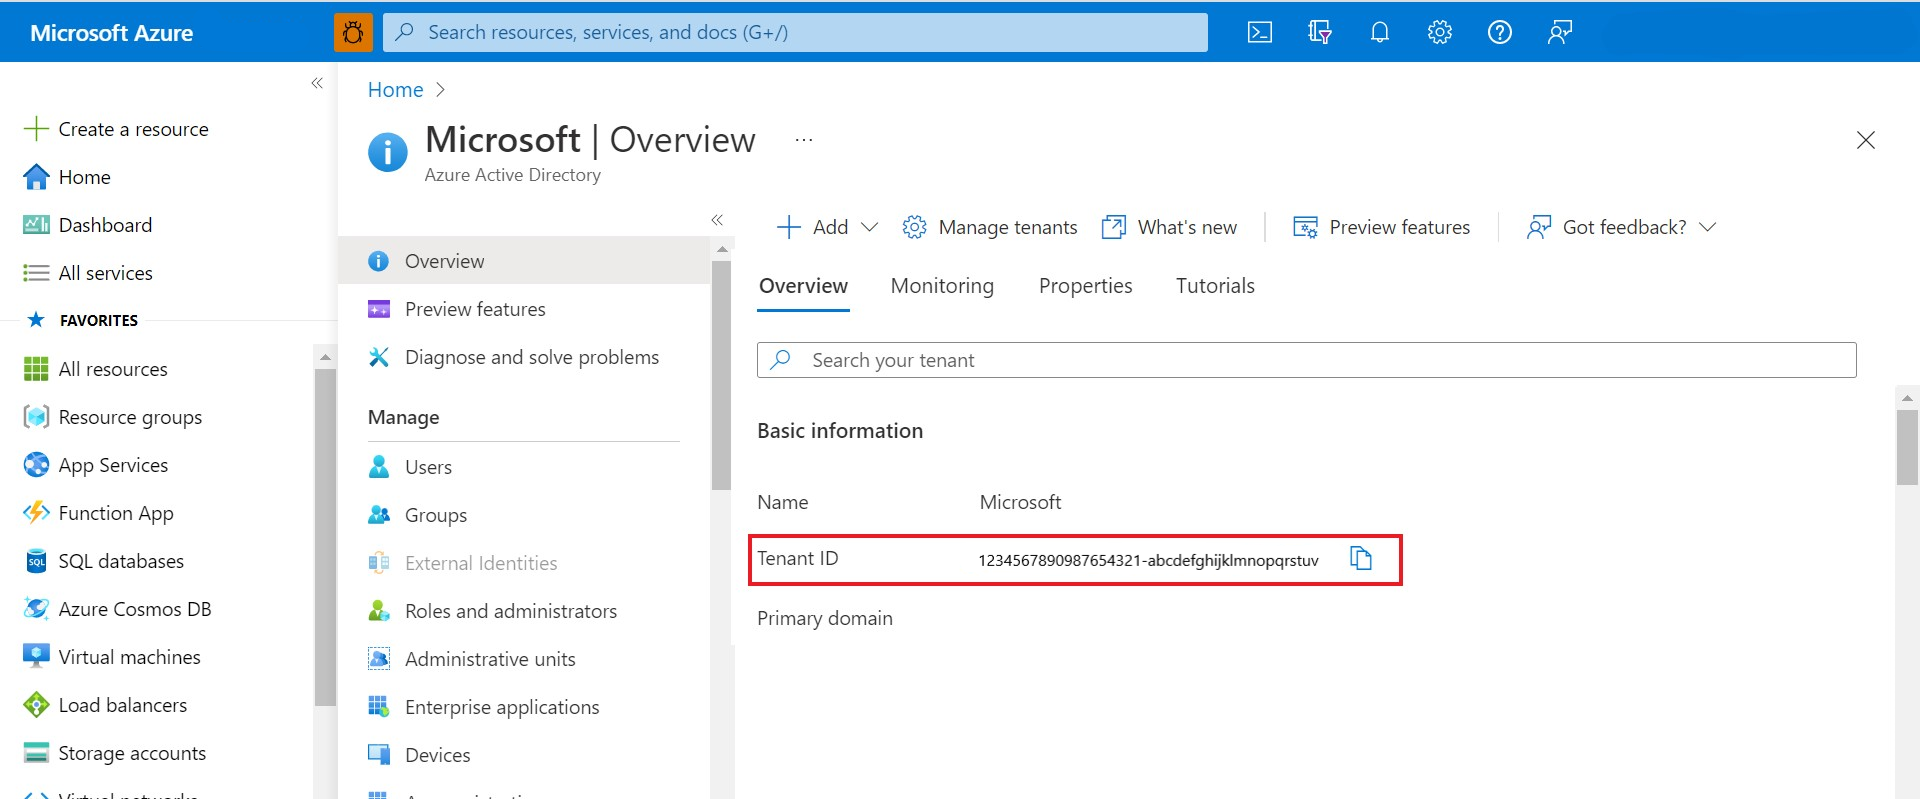 Microsoft Azure
Search resources, services, and docs (G+/)
Create a resource
Home
Dashboard
All services
FAVORITES
All resources
Resource groups
App Services
Function App
SQL databases
Azure Cosmos DB
Virtual machines
Load balancers
Storage accounts
Home
Microsoft | Overview
...
Azure Active Directory
Overview
Preview features
Diagnose and solve problems
Manage
Users
Groups
External Identities
Roles and administrators
Administrative units
Enterprise applications
Devices
Add
Manage tenants
What's new
Preview features
Got feedback?
Overview Monitoring Properties Tutorials
Search your tenant
Basic information
Name Microsoft
Tenant ID 1234567890987654321-abcdefghijklmnopqrstuv
Primary domain